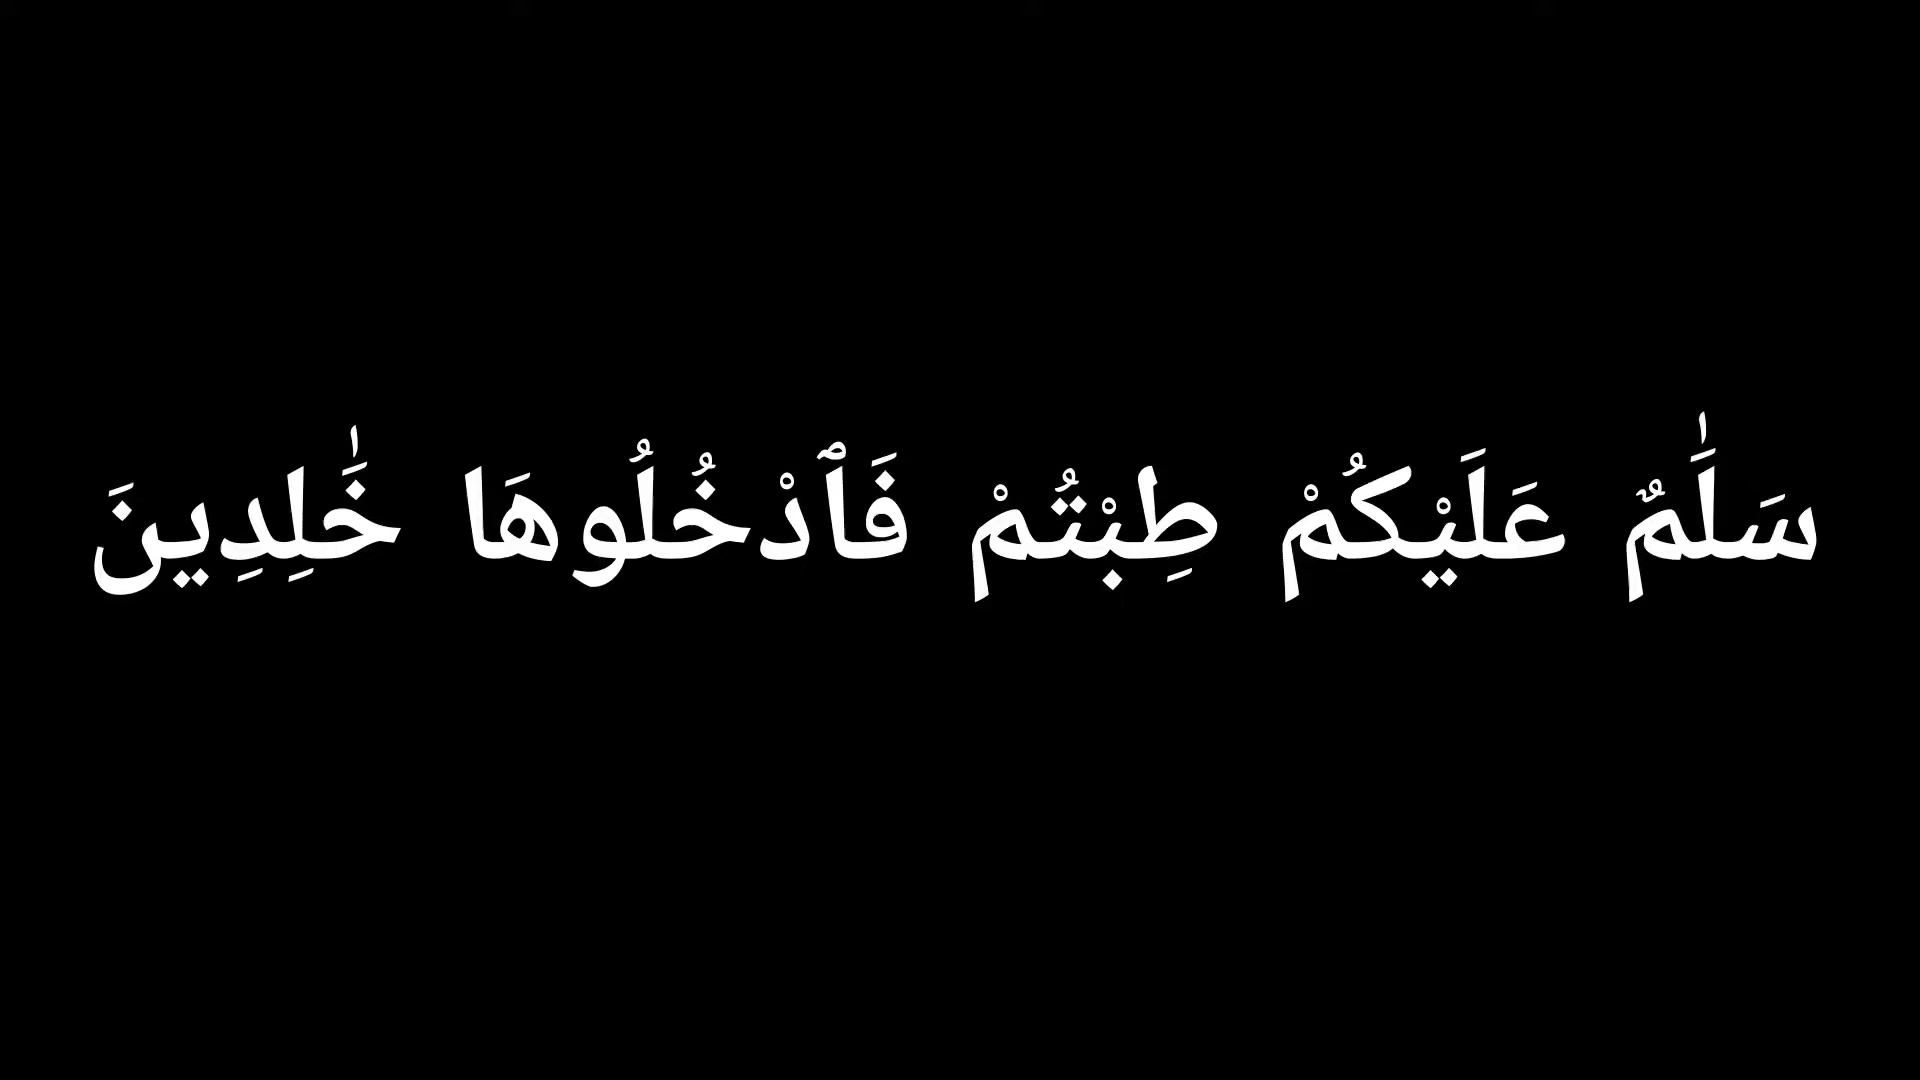 سَلَٰمٌ عَلَيْكُمْ طِبْتُمْ فَٱدْخُلُوهَا خَٰلِدِينَ